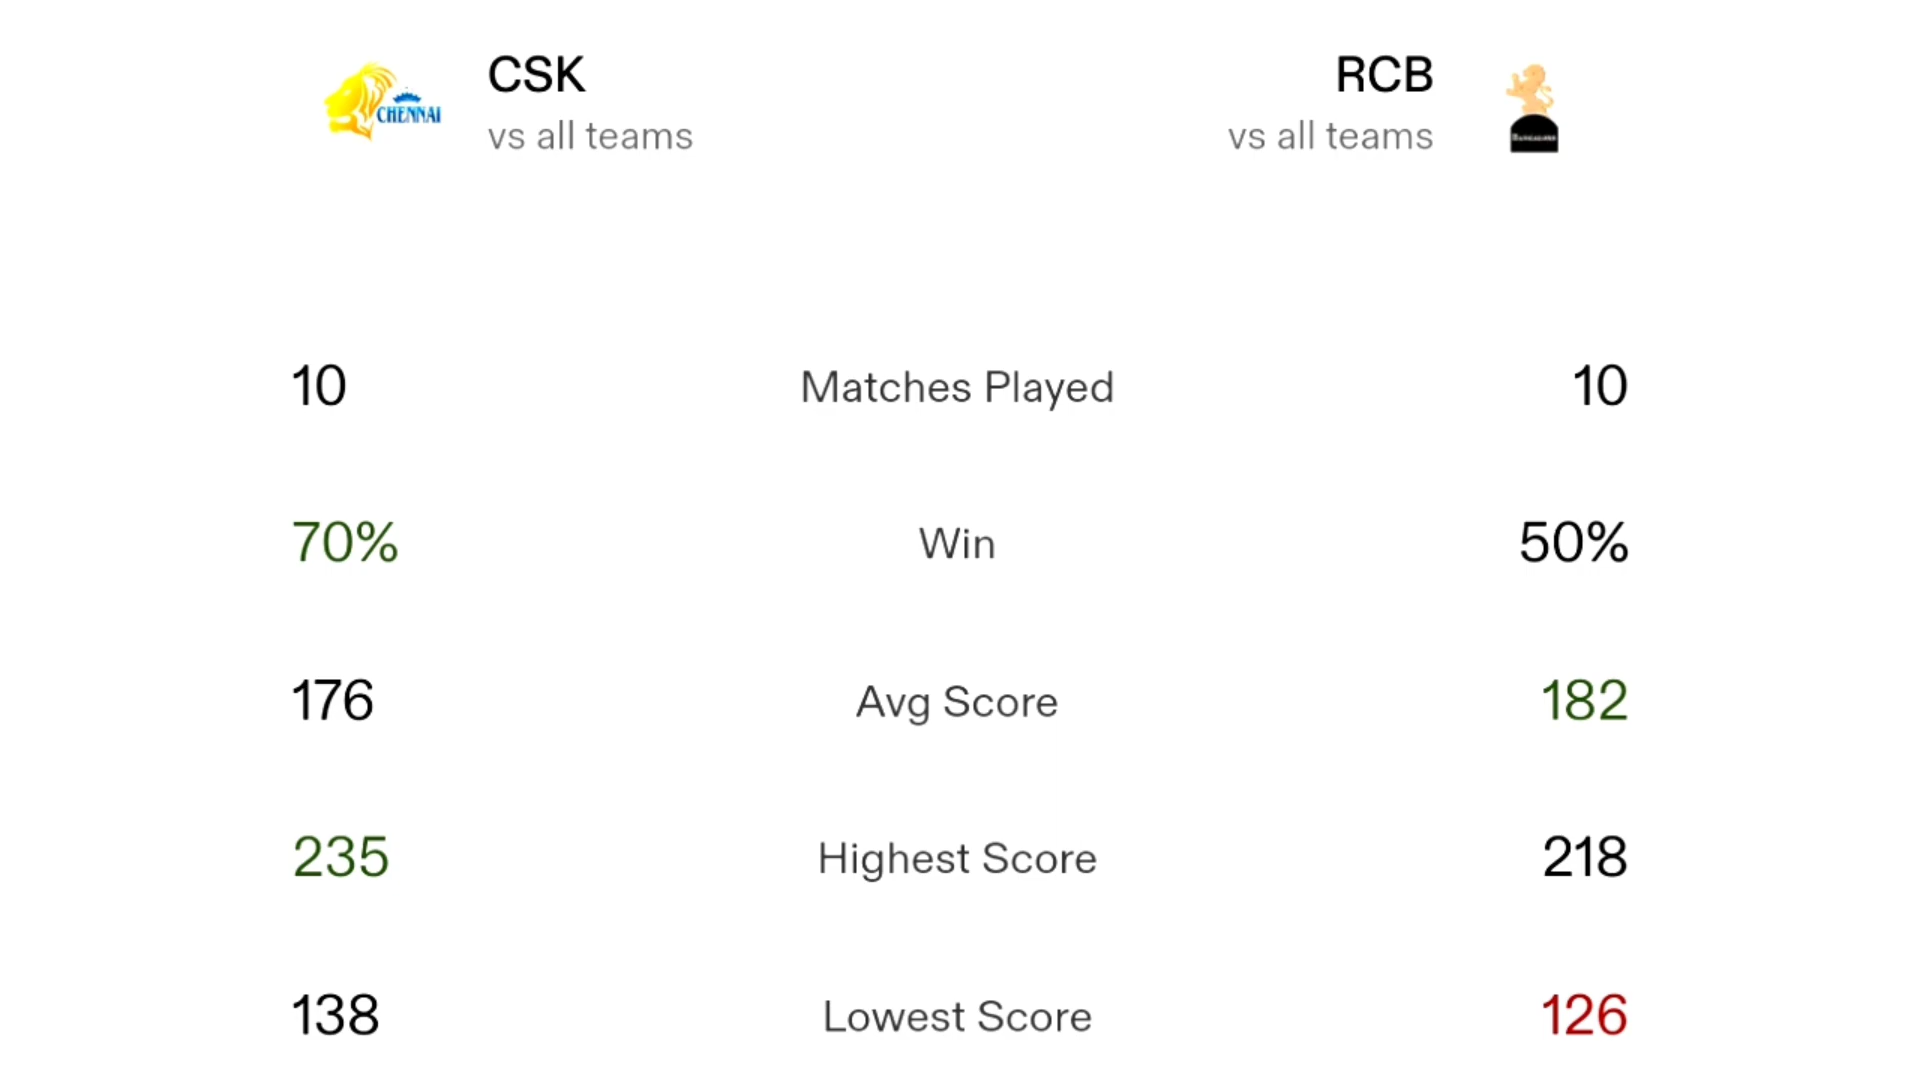 CSK
vs all teams
RCB
vs all teams
CHENNAI
BANGALORE
10 Matches Played 10
70% Win 50%
176 Avg Score 182
235 Highest Score 218
138 Lowest Score 126